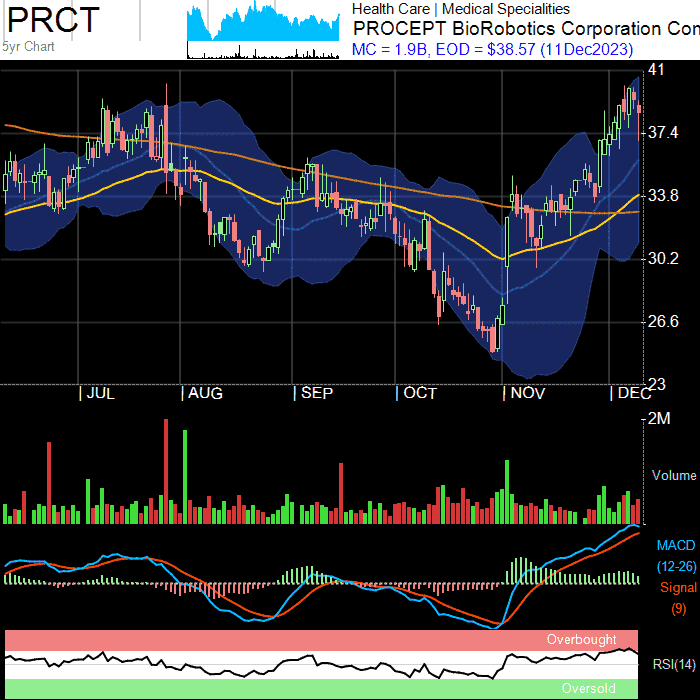 PRCT
5yr Chart
Health Care | Medical Specialities
PROCEPT BioRobotics Corporation Con
MC = 1.9B, EOD = $38.57 (11Dec2023)
41
37.4
33.8
30.2
26.6
23
| JUL | AUG | SEP | OCT | NOV | DEC
2M
Volume
MACD
(12-26)
Signal
(9)
Overbought
RSI(14)
Oversold